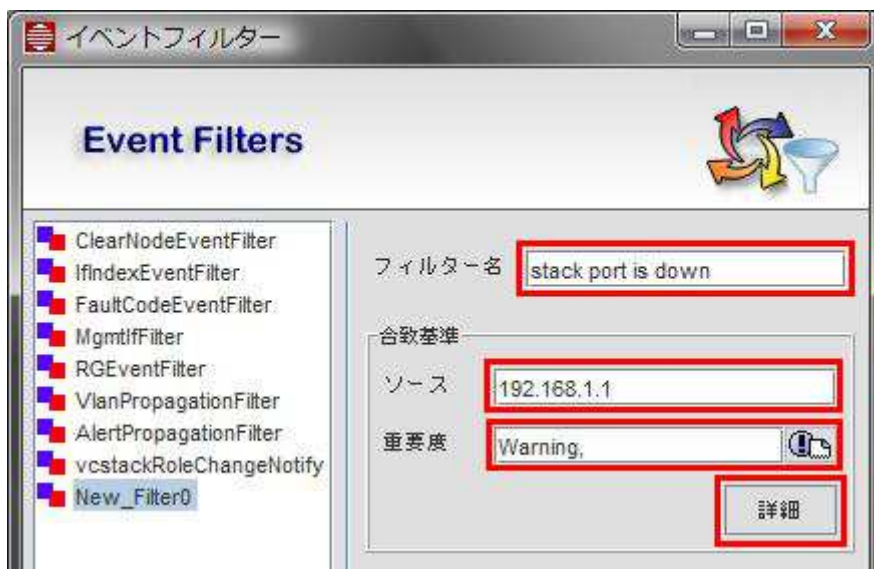 イベントフィルター
Event Filters
ClearNodeEventFilter
IfIndexEventFilter
FaultCodeEventFilter
MgmtIfFilter
RGEventFilter
VlanPropagationFilter
AlertPropagationFilter
vcstackRoleChangeNotify
New_Filter0
フィルター名
stack port is down
合致基準
ソース
192.168.1.1
重要度
Warning,
詳細